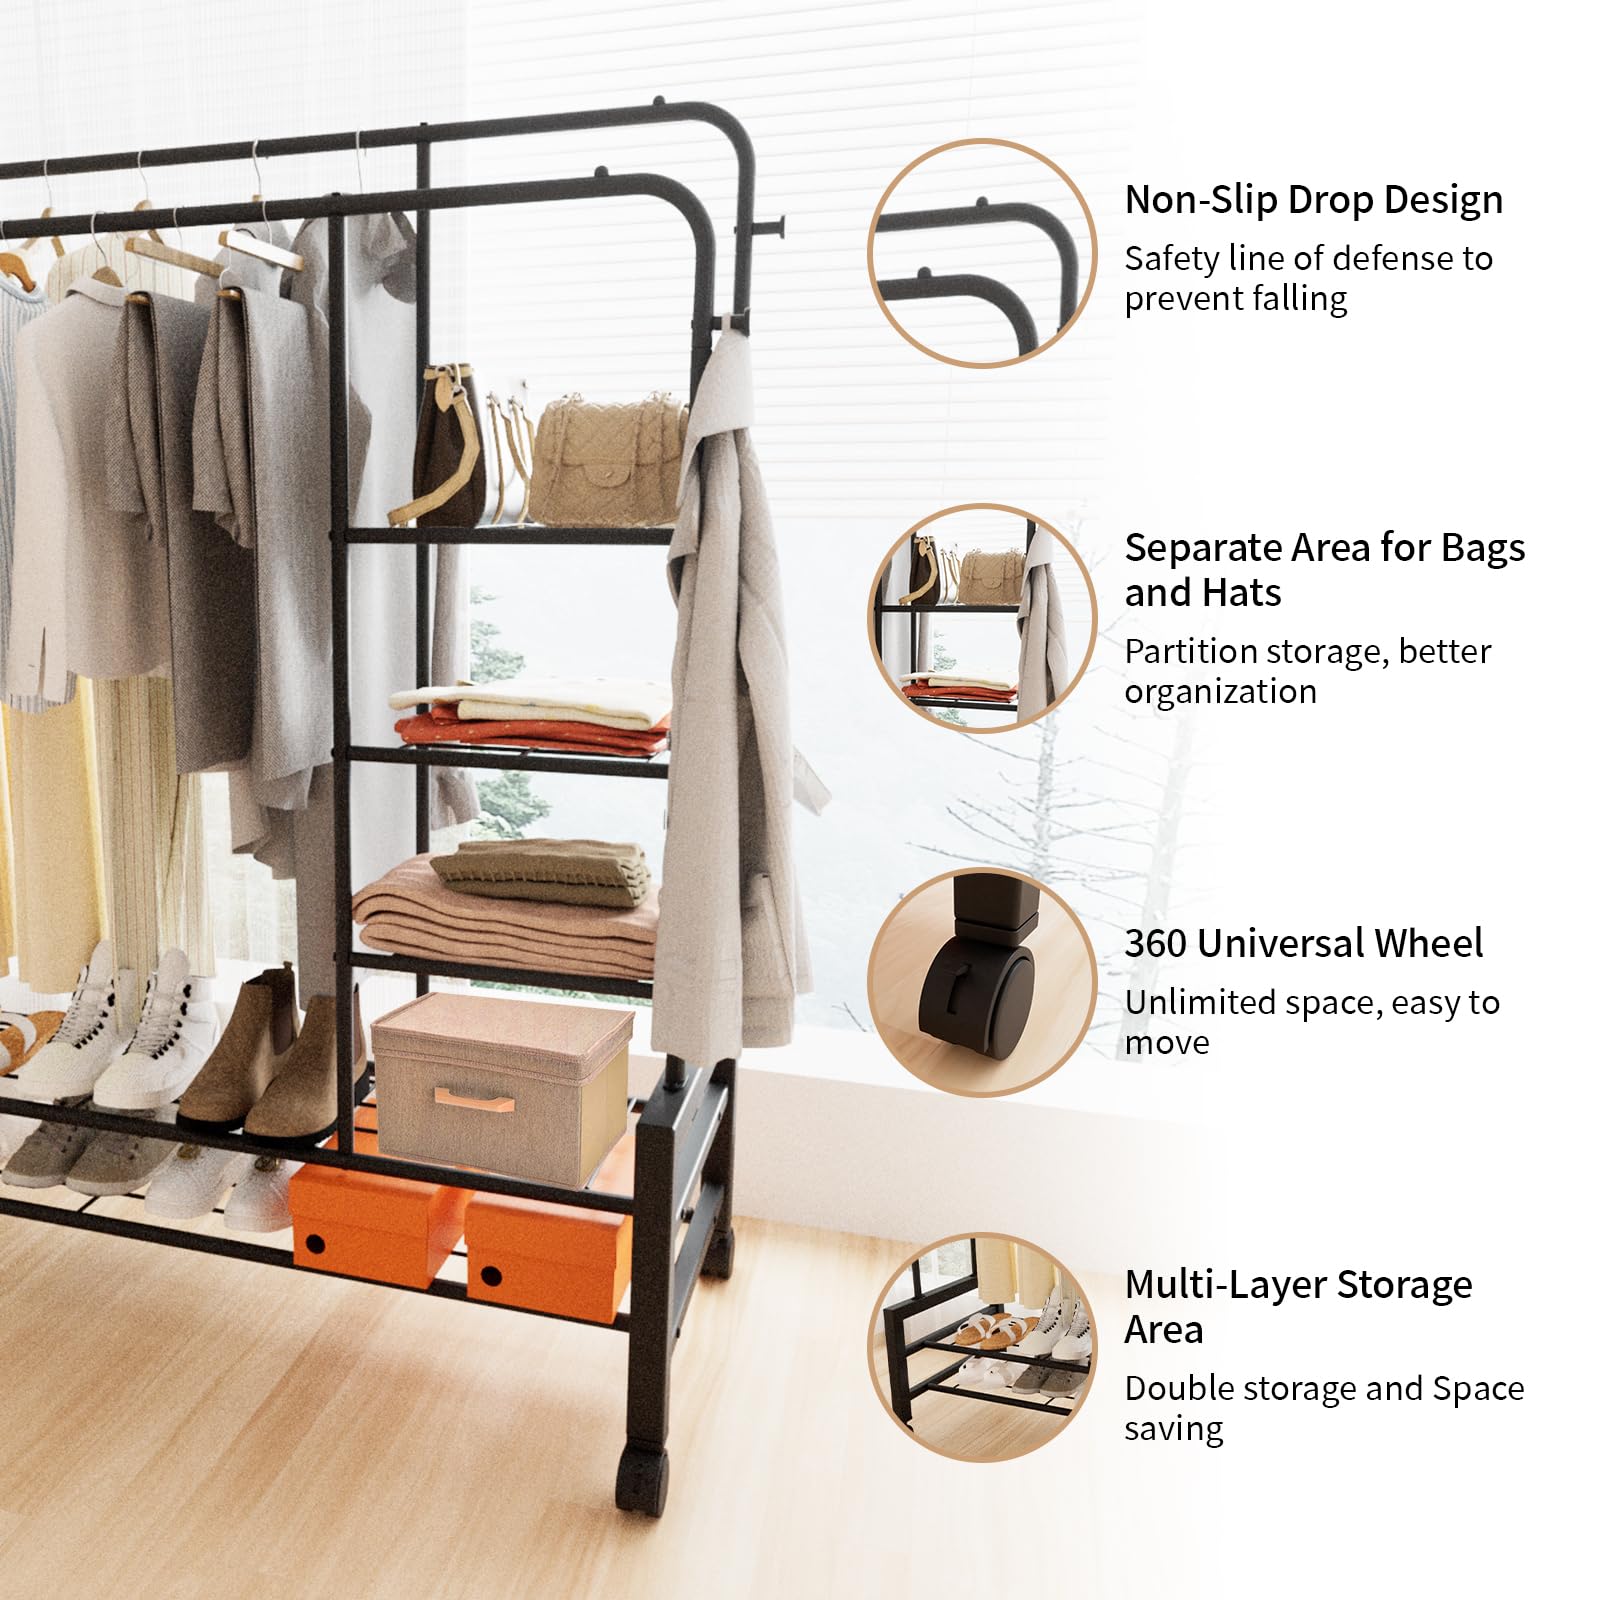 Non-Slip Drop Design
Safety line of defense to
prevent falling
Separate Area for Bags
and Hats
Partition storage, better
organization
360 Universal Wheel
Unlimited space, easy to
move
Multi-Layer Storage
Area
Double storage and Space
saving